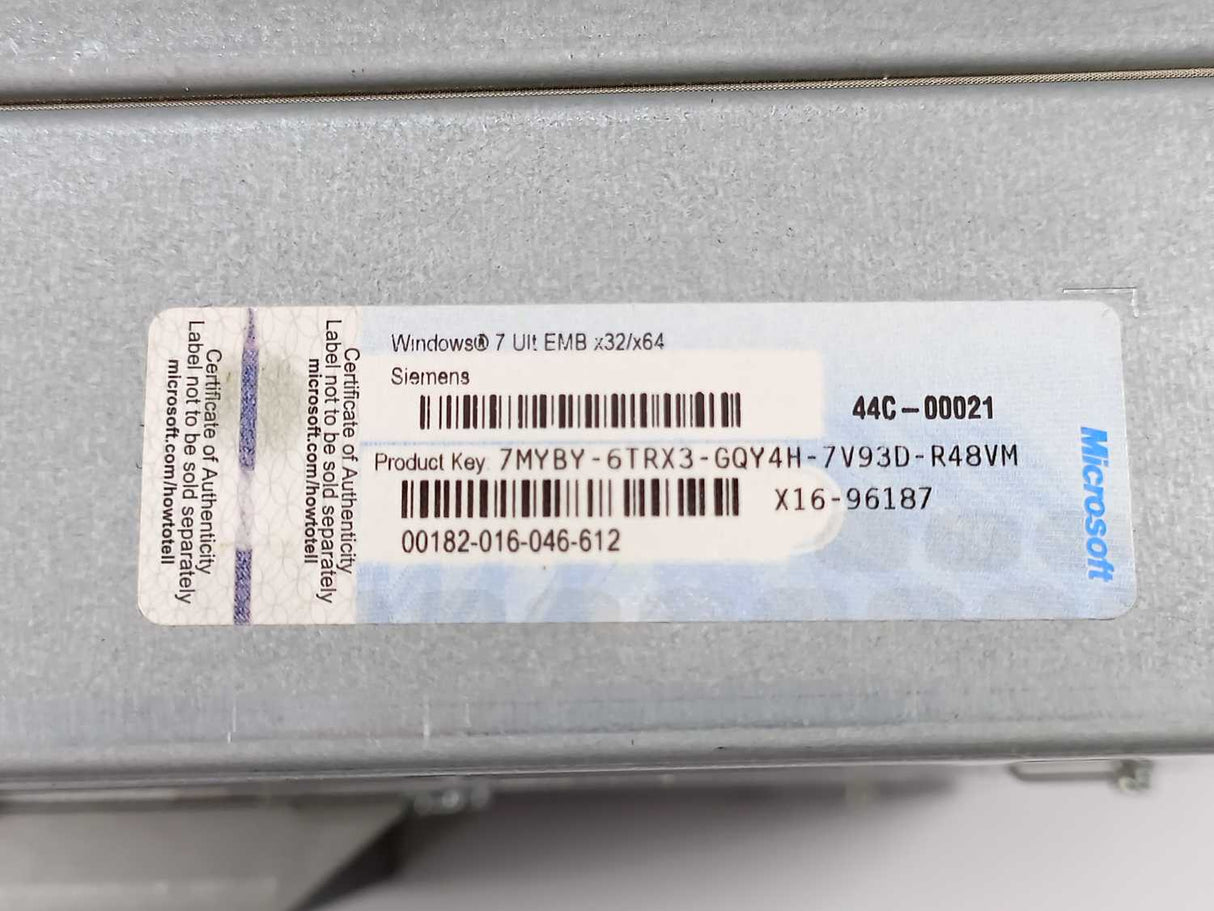 Certificate of Authenticity
Label not to be sold separately
microsoft.com/howtotell
Certificate of Authenticity
Label not to be sold separately
microsoft.com/howtotell
Windows® 7 Ult EMB x32/x64
Siemens
44C-00021
Product Key: 7MYBY-6TRX3-GQY4H-7V93D-R48VM
X16-96187
00182-016-046-612
Microsoft